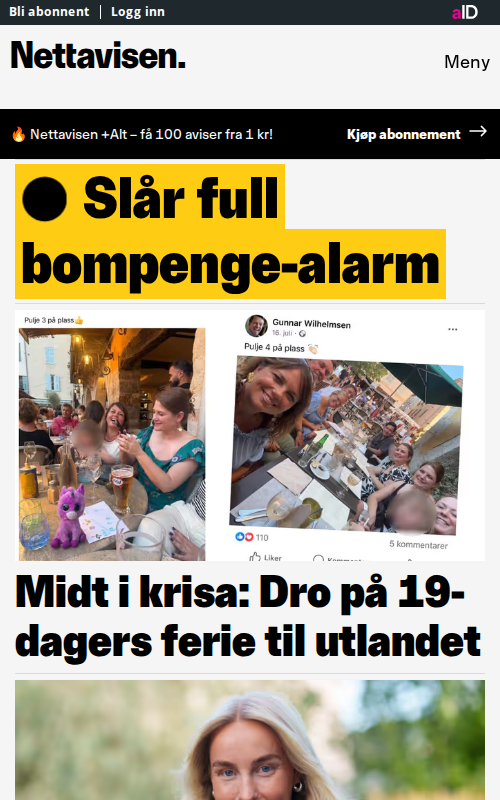 Bli abonnent | Logg inn
aID
Nettavisen.
Meny
🔥 Nettavisen +Alt – få 100 aviser fra 1 kr!
Kjøp abonnement →
Slår full
bompenge-alarm
Pulje 3 på plass👍
Gunnar Wilhelmsen
16. juli ·
Pulje 4 på plass 👏
110
5 kommentarer
Liker
Midt i krisa: Dro på 19-
dagers ferie til utlandet